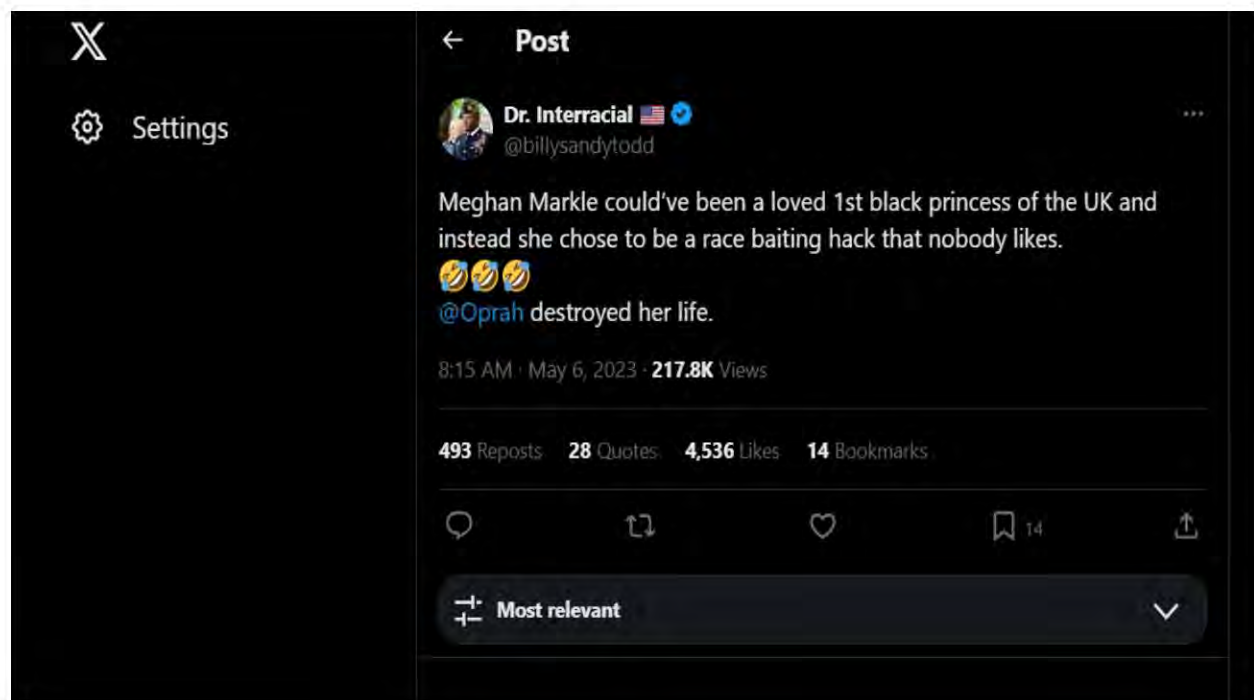 X
Settings
Post
Dr. Interracial 🇺🇸
@billysandytodd
Meghan Markle could've been a loved 1st black princess of the UK and
instead she chose to be a race baiting hack that nobody likes.
🤣🤣🤣
@Oprah destroyed her life.
8:15 AM · May 6, 2023 · 217.8K Views
493 Reposts 28 Quotes 4,536 Likes 14 Bookmarks
14
Most relevant